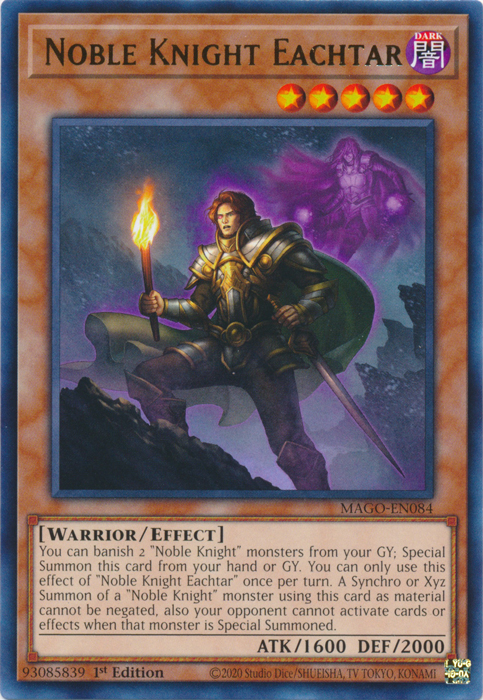 NOBLE KNIGHT EACHTAR
DARK
闇
MAGO-EN084
[WARRIOR/EFFECT]
You can banish 2 "Noble Knight" monsters from your GY; Special
Summon this card from your hand or GY. You can only use this
effect of "Noble Knight Eachtar" once per turn. A Synchro or Xyz
Summon of a "Noble Knight" monster using this card as material
cannot be negated, also your opponent cannot activate cards or
effects when that monster is Special Summoned.
ATK/1600 DEF/2000
93085839 1st Edition ©2020 Studio Dice/SHUEISHA, TV TOKYO, KONAMI